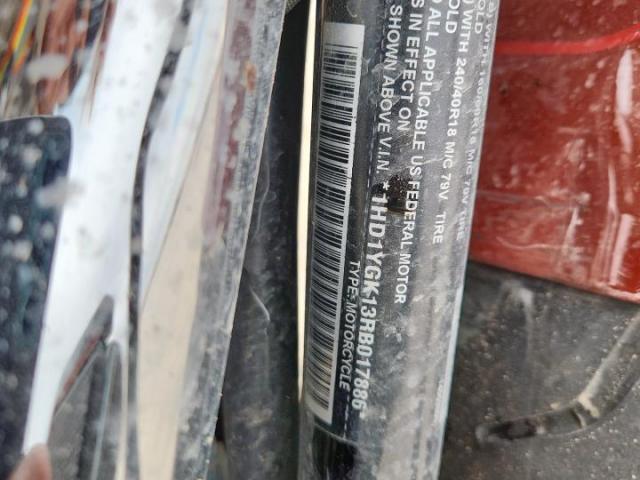 OLD
) WITH 240/40R18 M/C 79V TIRE
OLD
D ALL APPLICABLE US FEDERAL MOTOR
S IN EFFECT ON
SHOWN ABOVE V.I.N.
*1HD1YGK13RB017886*
TYPE: MOTORCYCLE